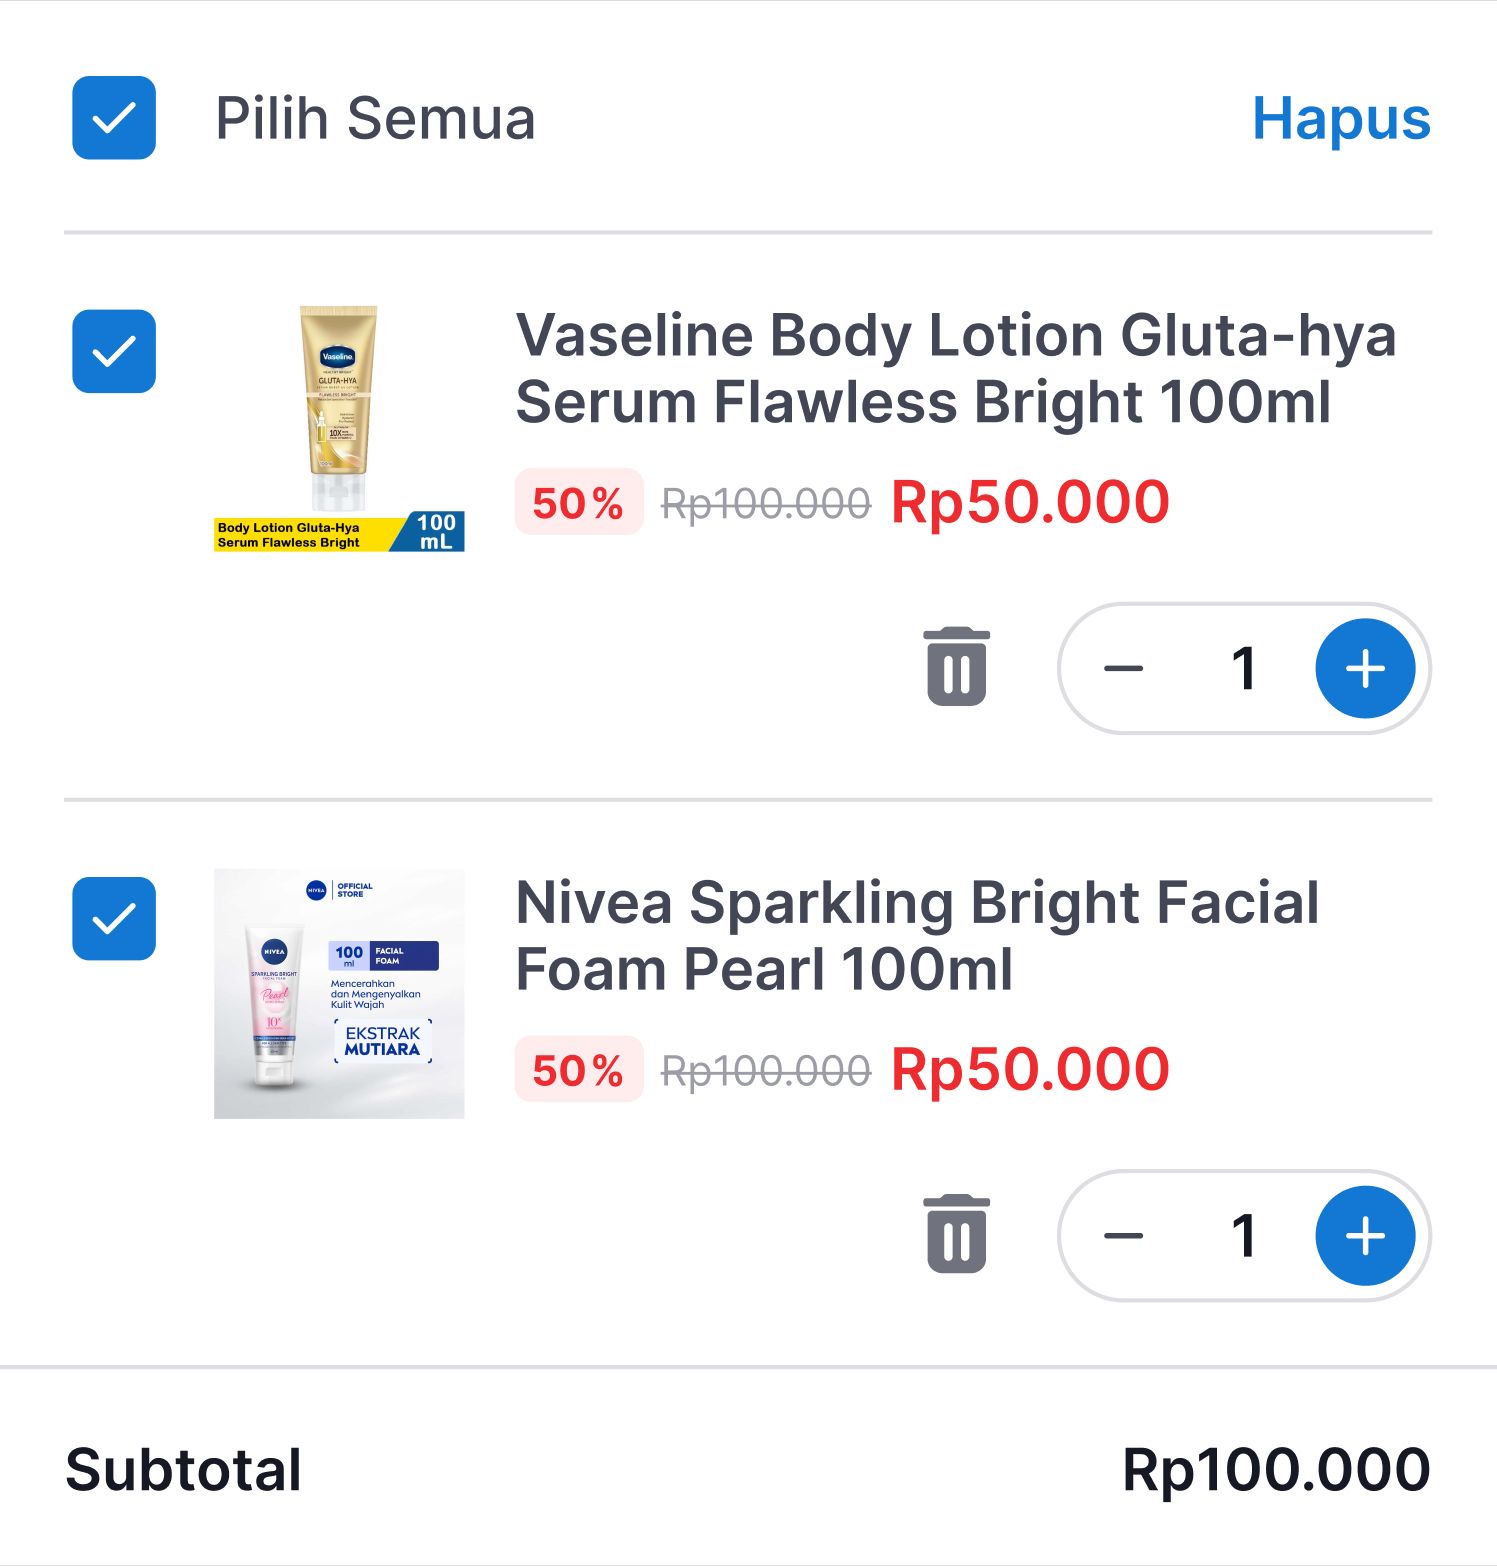 Pilih Semua
Hapus
Vaseline
GLUTA-HYA
FLAWLESS BRIGHT
10X
Body Lotion Gluta-Hya
Serum Flawless Bright
100
mL
Vaseline Body Lotion Gluta-hya
Serum Flawless Bright 100ml
50%
Rp100.000
Rp50.000
1
NIVEA
OFFICIAL
STORE
NIVEA
SPARKLING BRIGHT
FACIAL FOAM
Pearl
10x
100
ml
FACIAL
FOAM
Mencerahkan
dan Mengenyalkan
Kulit Wajah
EKSTRAK
MUTIARA
Nivea Sparkling Bright Facial
Foam Pearl 100ml
50%
Rp100.000
Rp50.000
1
Subtotal
Rp100.000